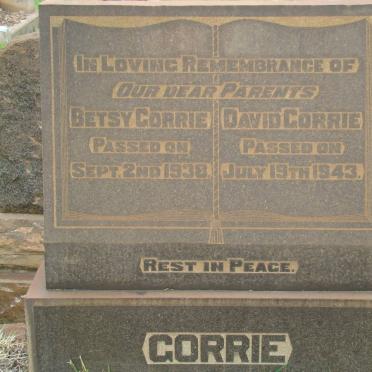 IN LOVING REMEMBRANCE OF
OUR DEAR PARENTS
BETSY CORRIE
PASSED ON
SEPT. 2ND 1938.
DAVID CORRIE
PASSED ON
JULY 19TH 1943.
REST IN PEACE.
CORRIE